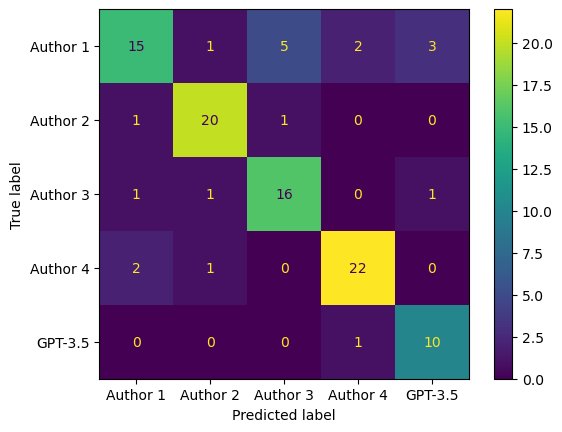 Author 1 15 1 5 2 3
Author 2 1 20 1 0 0
Author 3 1 1 16 0 1
Author 4 2 1 0 22 0
GPT-3.5 0 0 0 1 10
Author 1 Author 2 Author 3 Author 4 GPT-3.5
Predicted label
True label
20.0
17.5
15.0
12.5
10.0
7.5
5.0
2.5
0.0